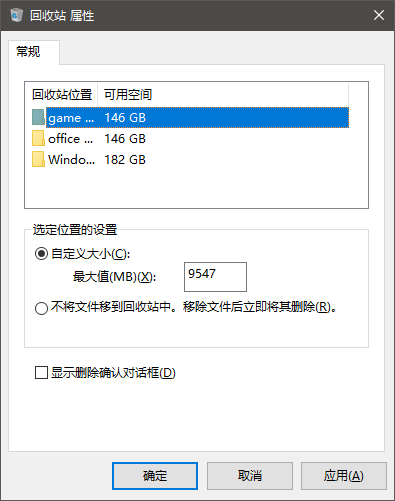 回收站 属性
常规
回收站位置 可用空间
game ... 146 GB
office ... 146 GB
Windo... 182 GB
选定位置的设置
自定义大小(C):
最大值(MB)(X): 9547
不将文件移到回收站中。移除文件后立即将其删除(R)。
显示删除确认对话框(D)
确定 取消 应用(A)